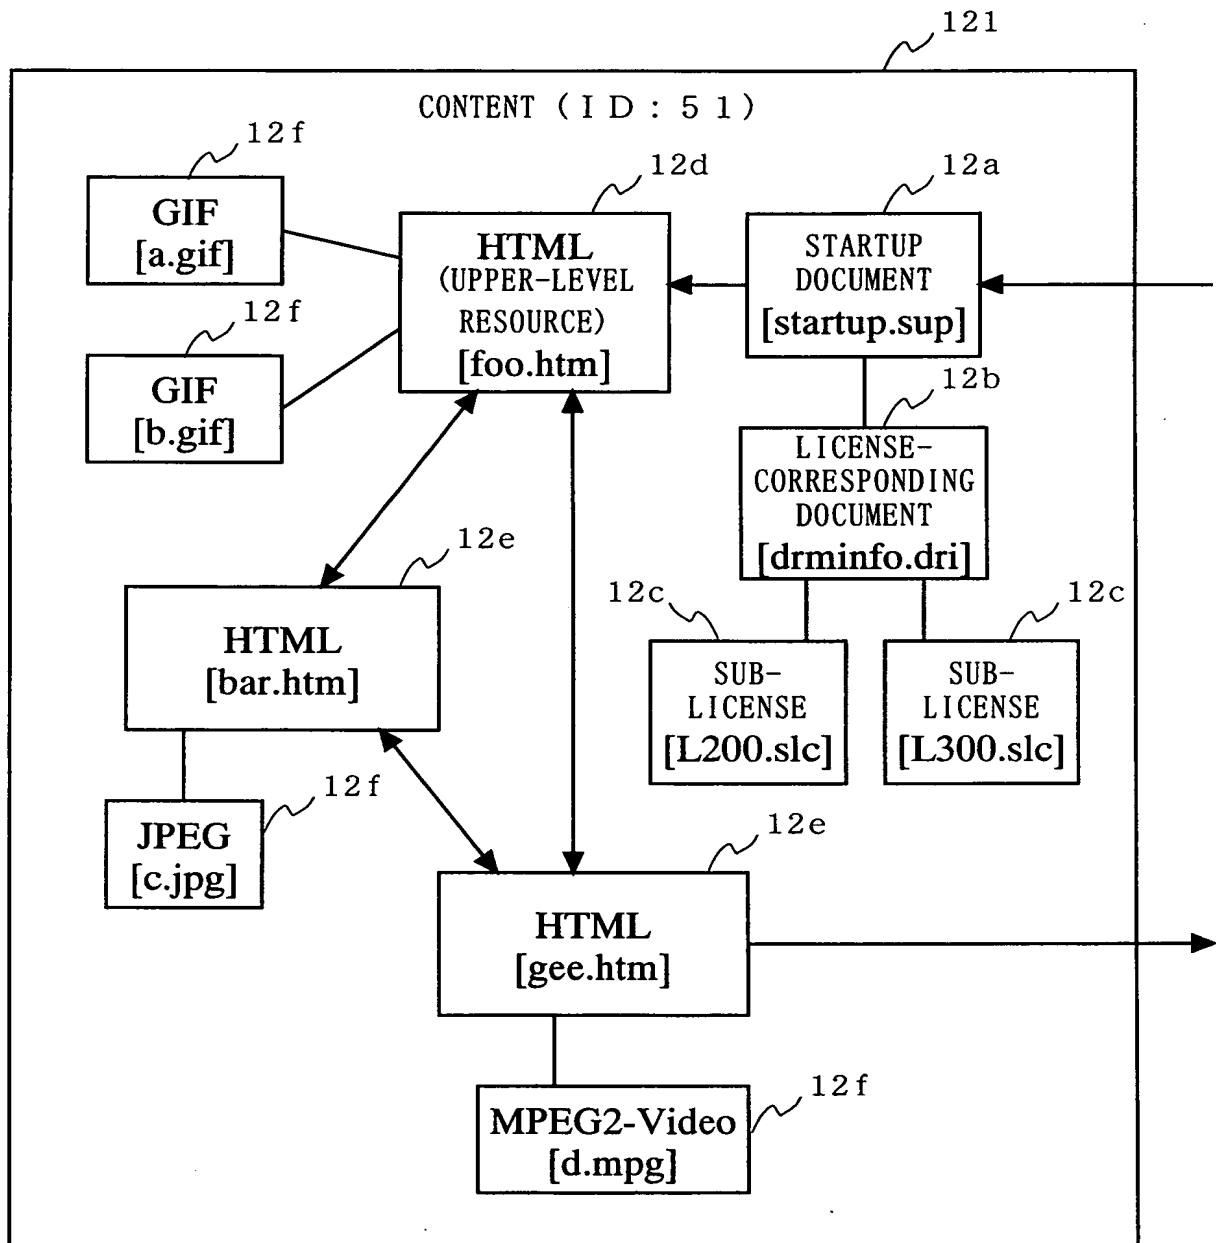 121
CONTENT (ID:51)
12f
GIF
[a.gif]
12d
HTML
(UPPER-LEVEL
RESOURCE)
[foo.htm]
12a
STARTUP
DOCUMENT
[startup.sup]
12f
GIF
[b.gif]
12b
LICENSE-
CORRESPONDING
DOCUMENT
[drminfo.dri]
12e
HTML
[bar.htm]
12c
SUB-
LICENSE
[L200.slc]
12c
SUB-
LICENSE
[L300.slc]
12f
JPEG
[c.jpg]
12e
HTML
[gee.htm]
12f
MPEG2-Video
[d.mpg]